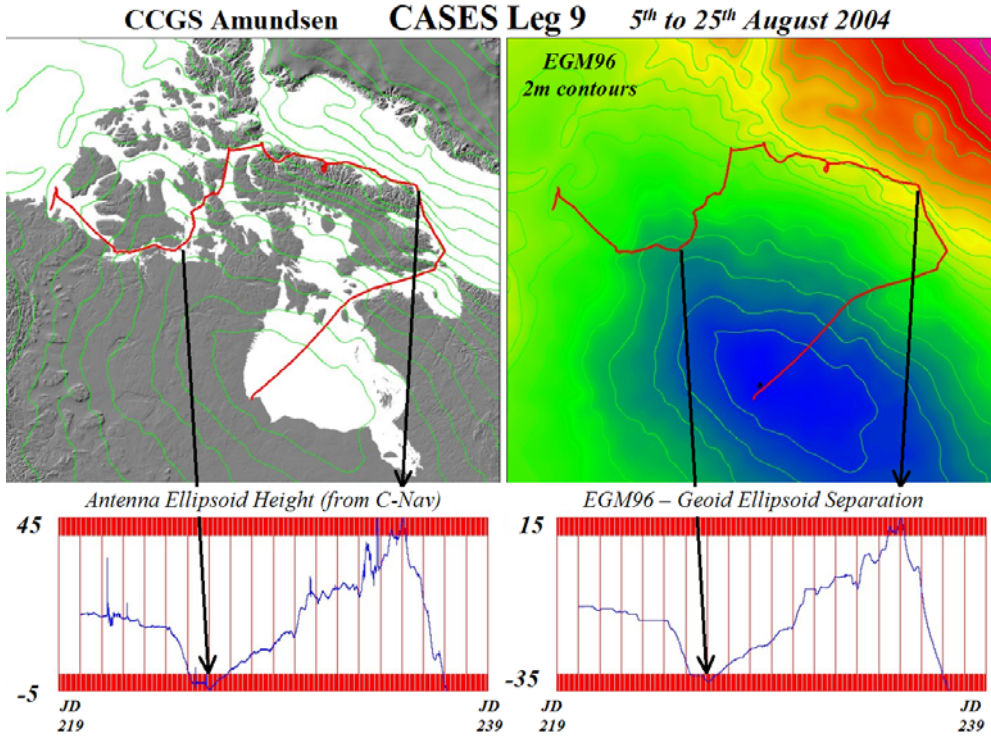 CCGS Amundsen CASES Leg 9 5th to 25th August 2004
EGM96
2m contours
Antenna Ellipsoid Height (from C-Nav)
EGM96 – Geoid Ellipsoid Separation
45
-5
JD
219
JD
239
15
-35
JD
219
JD
239